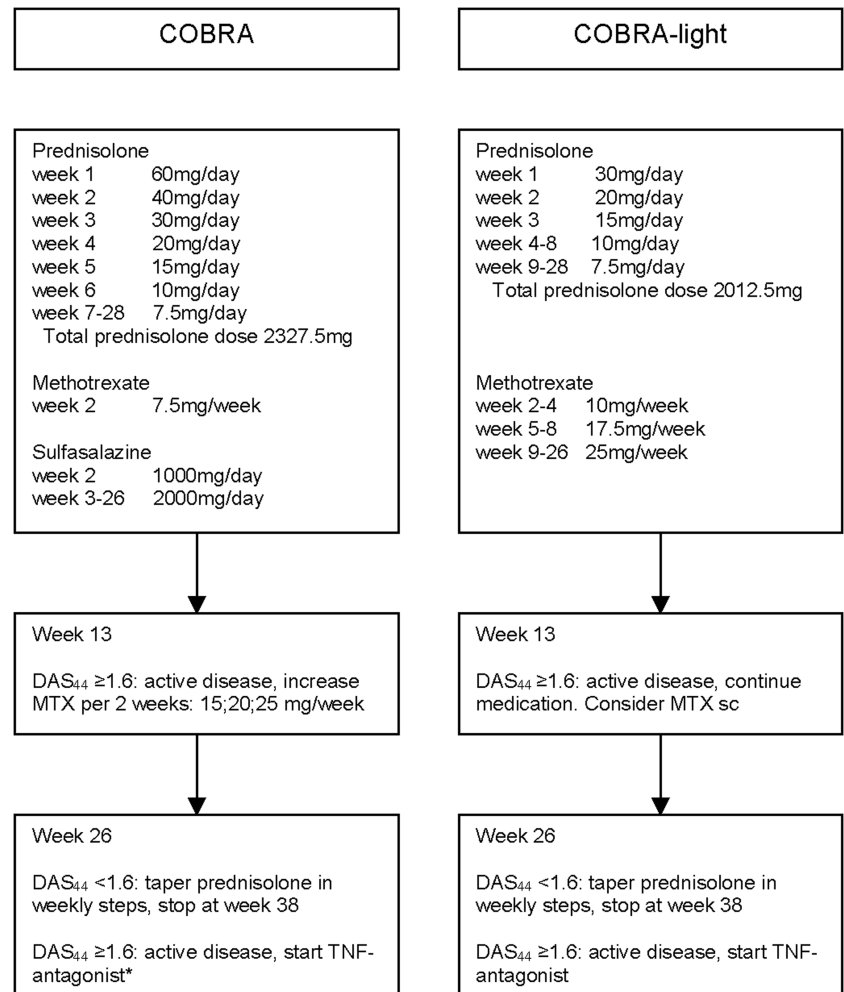 COBRA
Prednisolone
week 1 60mg/day
week 2 40mg/day
week 3 30mg/day
week 4 20mg/day
week 5 15mg/day
week 6 10mg/day
week 7-28 7.5mg/day
Total prednisolone dose 2327.5mg
Methotrexate
week 2 7.5mg/week
Sulfasalazine
week 2 1000mg/day
week 3-26 2000mg/day
Week 13
DAS₄₄ ≥1.6: active disease, increase
MTX per 2 weeks: 15;20;25 mg/week
Week 26
DAS₄₄ <1.6: taper prednisolone in
weekly steps, stop at week 38
DAS₄₄ ≥1.6: active disease, start TNF-
antagonist*
COBRA-light
Prednisolone
week 1 30mg/day
week 2 20mg/day
week 3 15mg/day
week 4-8 10mg/day
week 9-28 7.5mg/day
Total prednisolone dose 2012.5mg
Methotrexate
week 2-4 10mg/week
week 5-8 17.5mg/week
week 9-26 25mg/week
Week 13
DAS₄₄ ≥1.6: active disease, continue
medication. Consider MTX sc
Week 26
DAS₄₄ <1.6: taper prednisolone in
weekly steps, stop at week 38
DAS₄₄ ≥1.6: active disease, start TNF-
antagonist